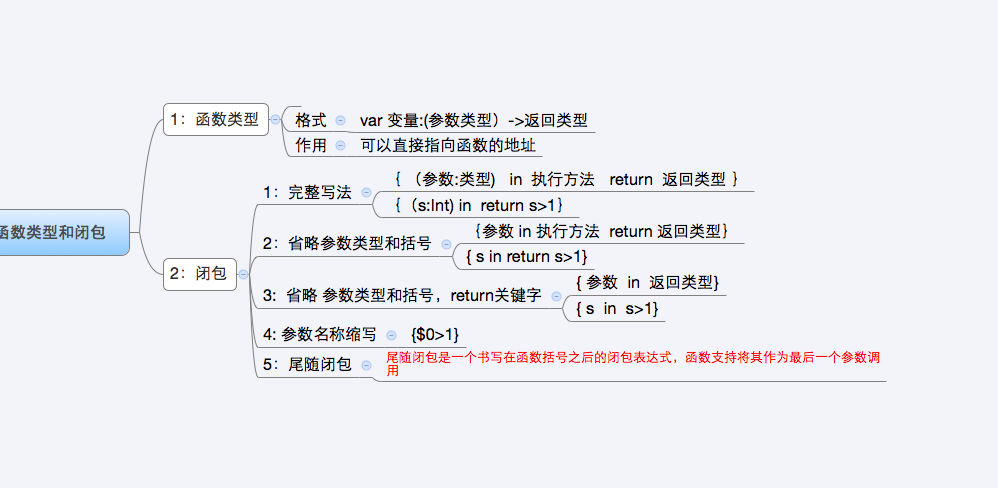 函数类型和闭包
1：函数类型
格式
var 变量:(参数类型）->返回类型
作用
可以直接指向函数的地址
2：闭包
1：完整写法
｛（参数:类型) in 执行方法 return 返回类型 ｝
｛（s:Int) in return s>1｝
2：省略参数类型和括号
｛参数 in 执行方法 return 返回类型｝
{ s in return s>1}
3: 省略 参数类型和括号，return关键字
{ 参数 in 返回类型}
{ s in s>1}
4: 参数名称缩写
{$0>1}
5：尾随闭包
尾随闭包是一个书写在函数括号之后的闭包表达式，函数支持将其作为最后一个参数调
用